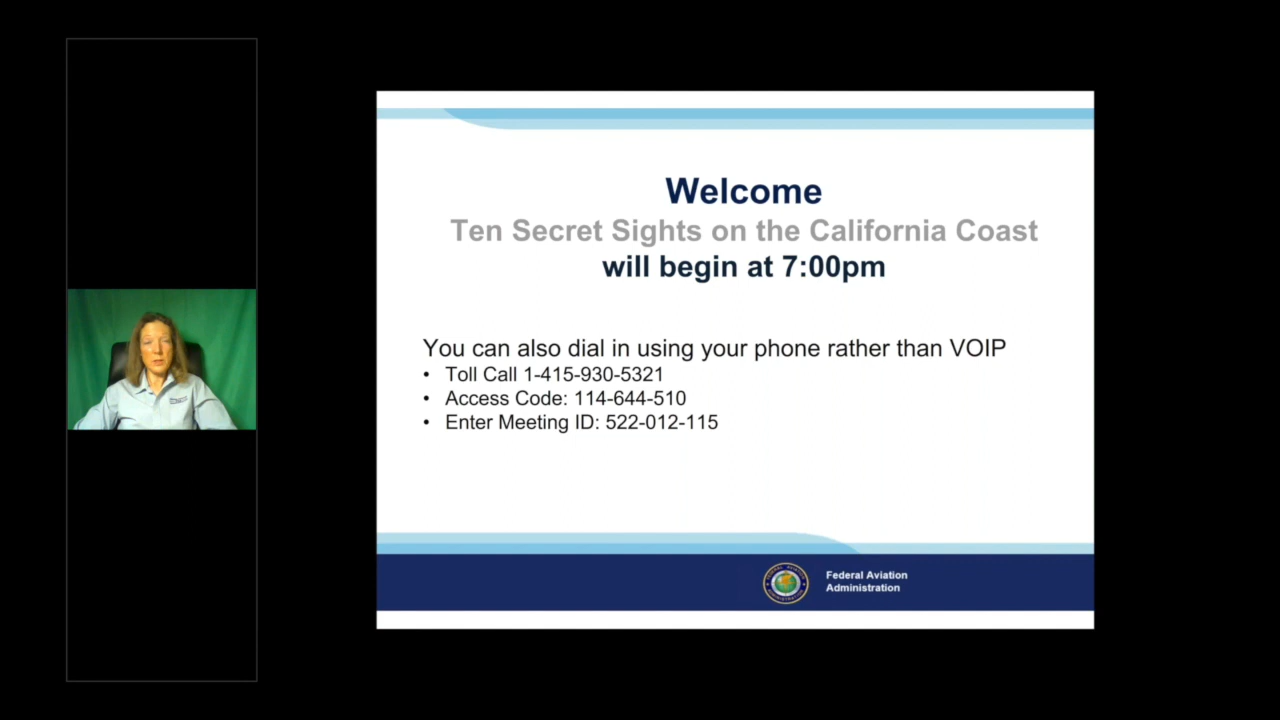 Welcome
Ten Secret Sights on the California Coast
will begin at 7:00pm
You can also dial in using your phone rather than VOIP
• Toll Call 1-415-930-5321
• Access Code: 114-644-510
• Enter Meeting ID: 522-012-115
Federal Aviation
Administration